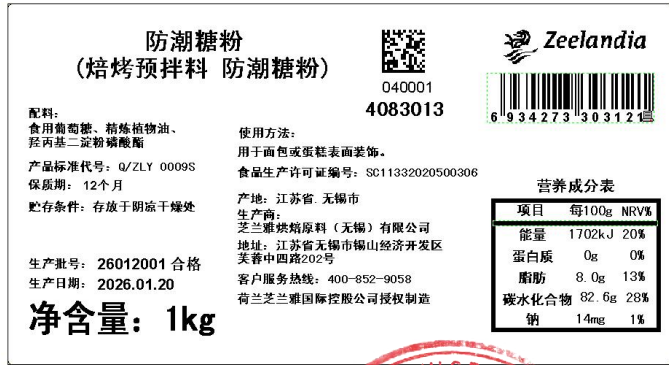 防潮糖粉
(焙烤预拌料 防潮糖粉)
040001
4083013
Zeelandia
6 934273 303121
配料：
食用葡萄糖、精炼植物油、
羟丙基二淀粉磷酸酯
产品标准代号：Q/ZLY 0009S
保质期：12个月
贮存条件：存放于阴凉干燥处
生产批号：26012001 合格
生产日期：2026.01.20
净含量：1kg
使用方法：
用于面包或蛋糕表面装饰。
食品生产许可证编号：SC11332020500306
产地：江苏省.无锡市
生产商：
芝兰雅烘焙原料（无锡）有限公司
地址：江苏省无锡市锡山经济开发区
芙蓉中四路202号
客户服务热线：400-852-9058
荷兰芝兰雅国际控股公司授权制造
营养成分表
项目 每100g NRV%
能量 1702kJ 20%
蛋白质 0g 0%
脂肪 8.0g 13%
碳水化合物 82.6g 28%
钠 14mg 1%